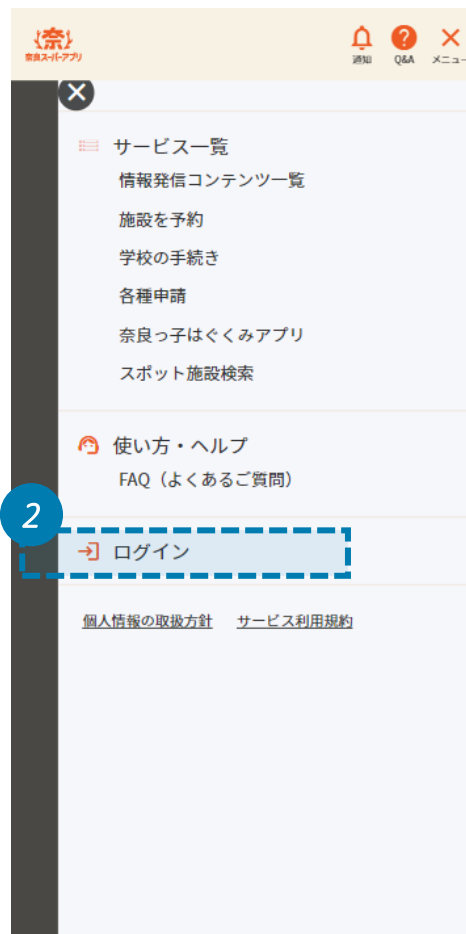 奈
奈良スーパーアプリ
通知 Q&A メニュー
サービス一覧
情報発信コンテンツ一覧
施設を予約
学校の手続き
各種申請
奈良っ子はぐくみアプリ
スポット施設検索
使い方・ヘルプ
FAQ（よくあるご質問）
2
ログイン
個人情報の取扱方針 サービス利用規約